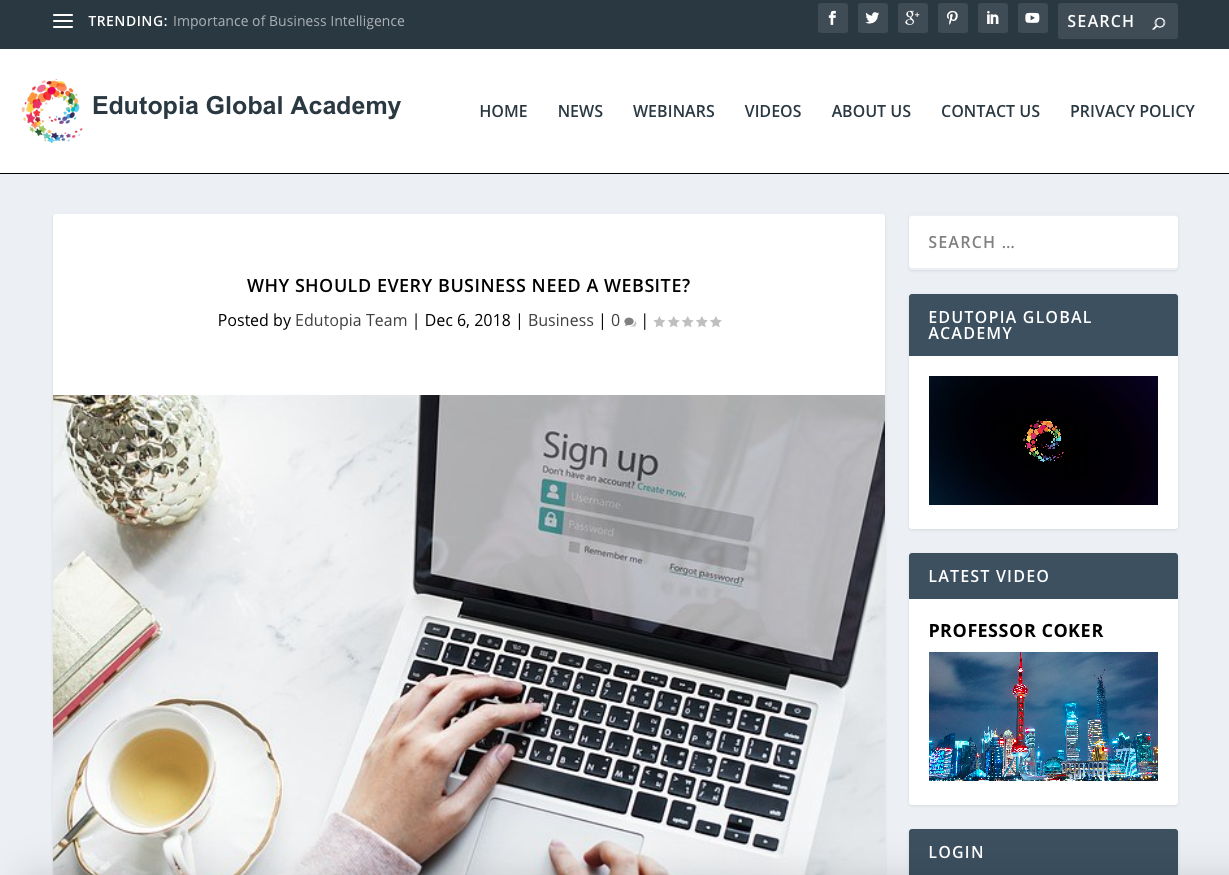 TRENDING: Importance of Business Intelligence
SEARCH
Edutopia Global Academy
HOME NEWS WEBINARS VIDEOS ABOUT US CONTACT US PRIVACY POLICY
WHY SHOULD EVERY BUSINESS NEED A WEBSITE?
Posted by Edutopia Team | Dec 6, 2018 | Business | 0 |
Sign up
Don't have an account? Create now.
Username
Password
Remember me
Forgot password?
SEARCH …
EDUTOPIA GLOBAL
ACADEMY
LATEST VIDEO
PROFESSOR COKER
LOGIN